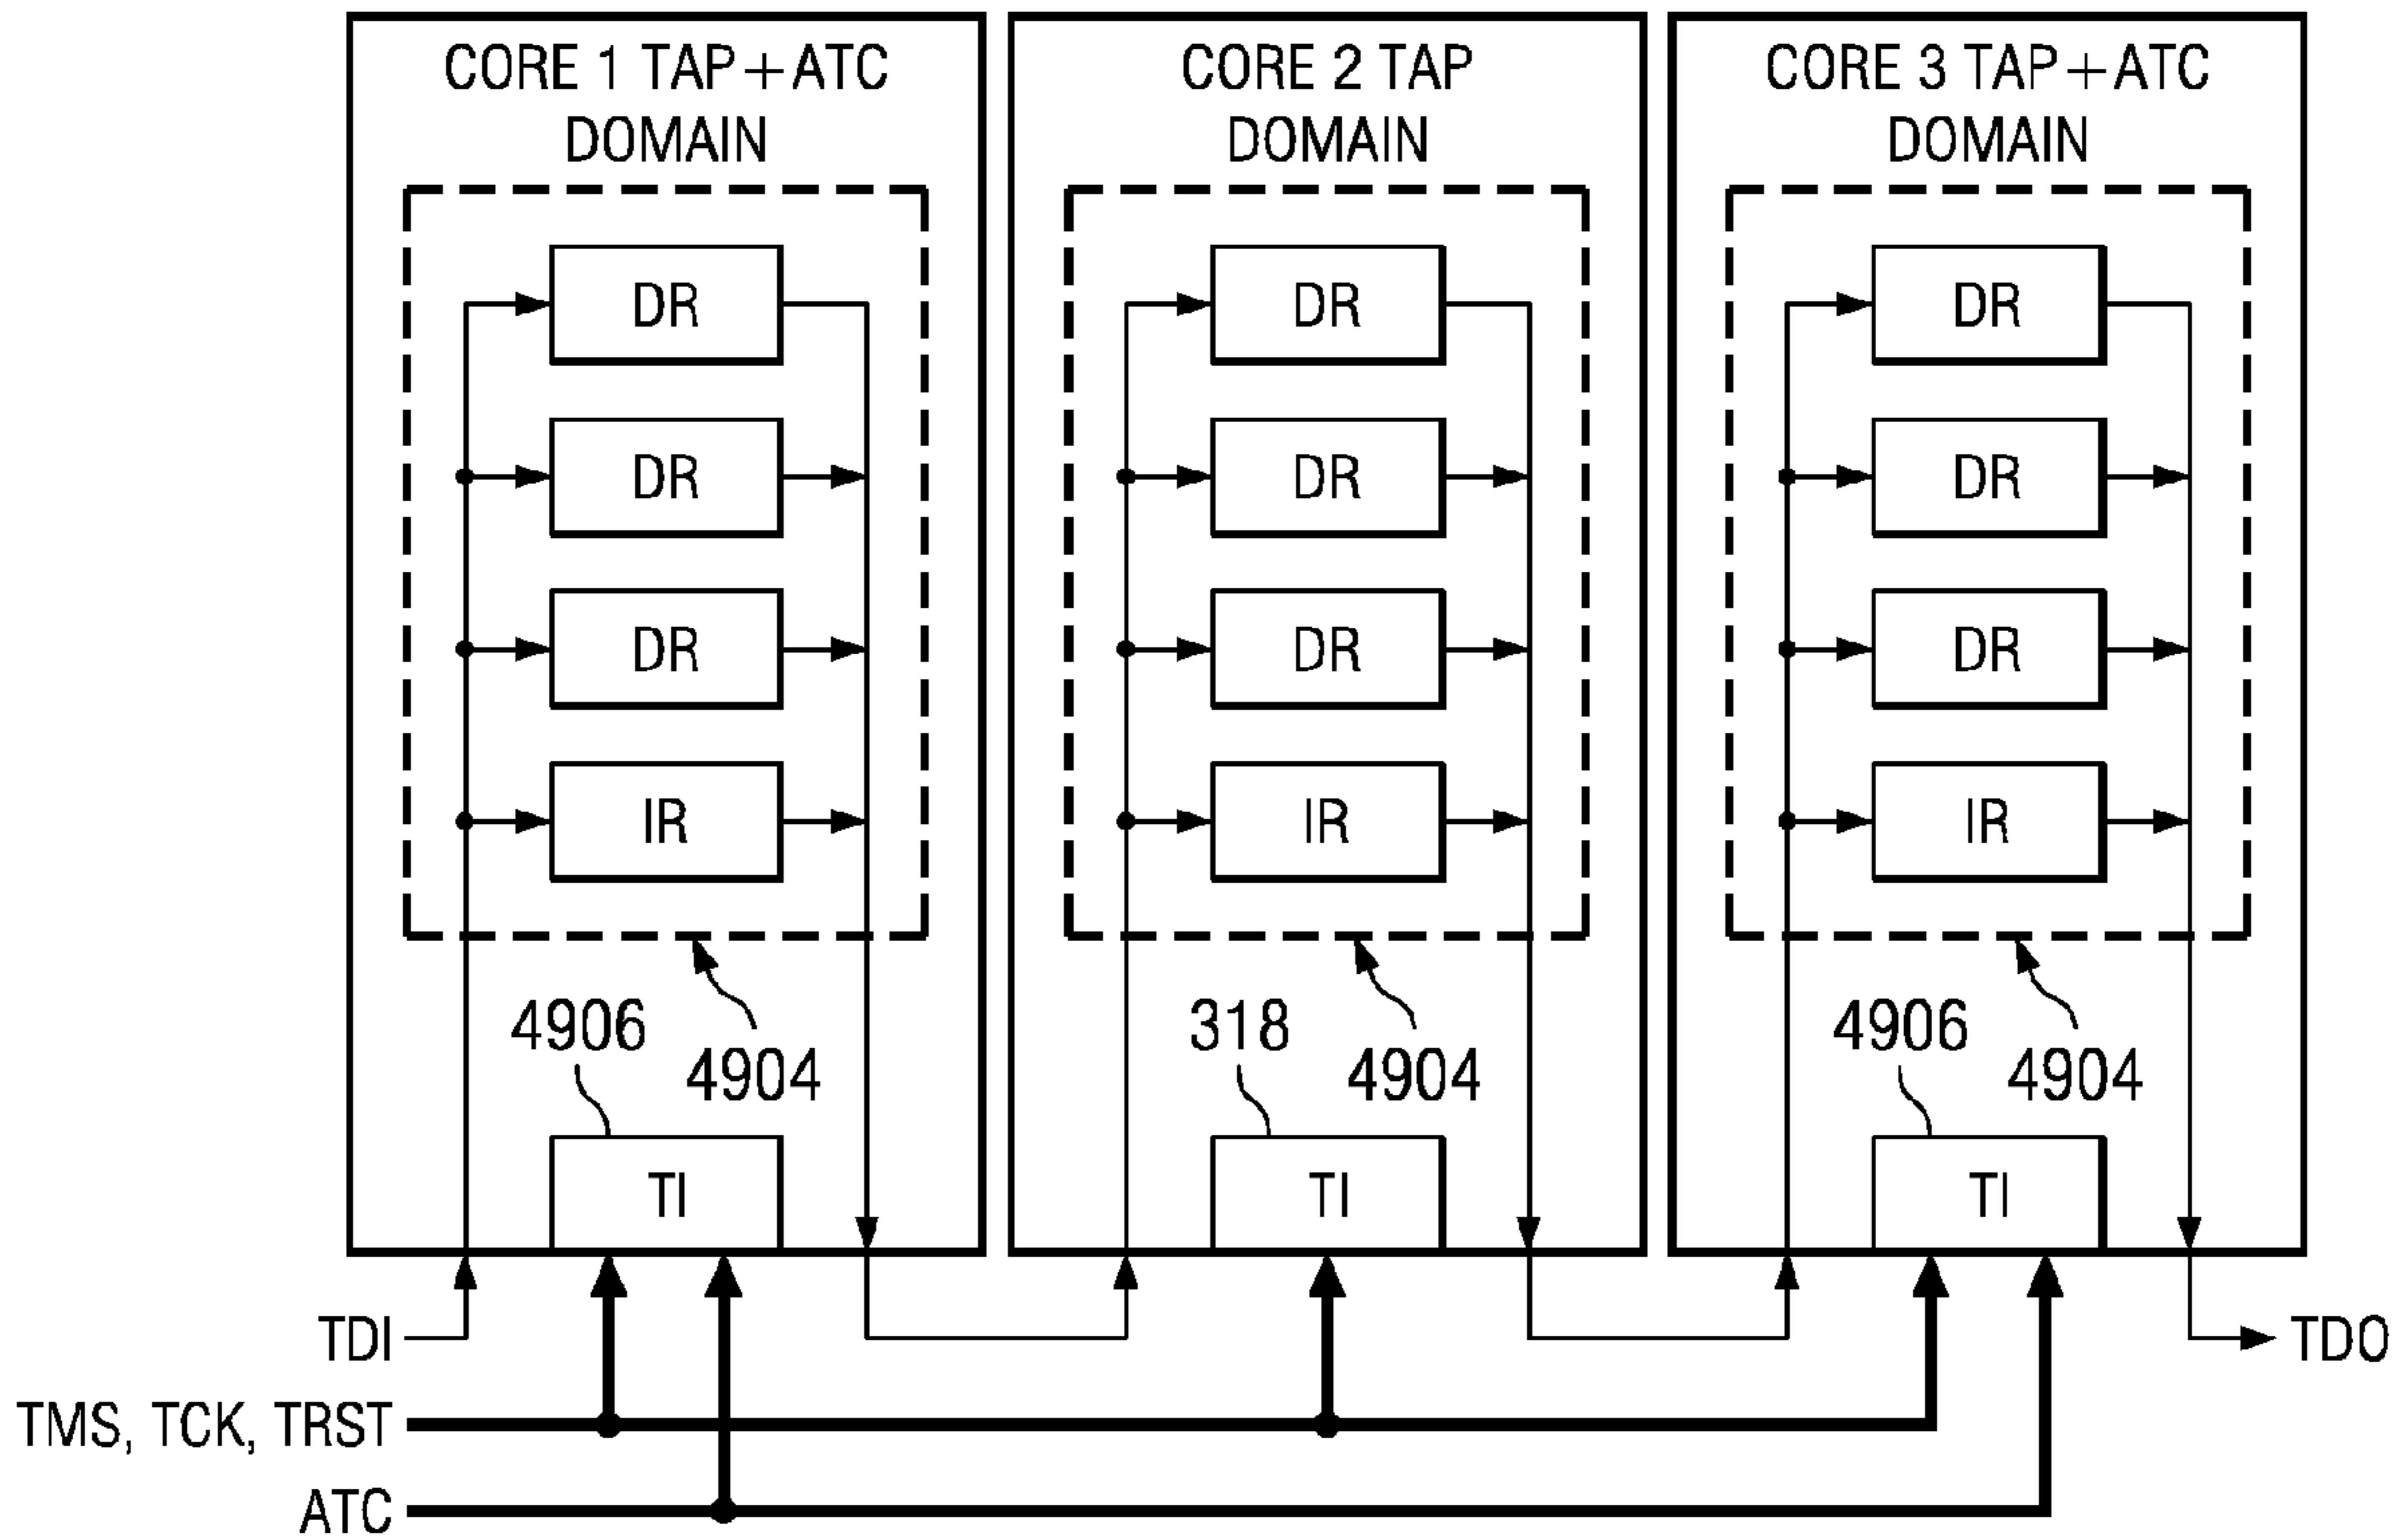 CORE 1 TAP+ATC
DOMAIN
DR
DR
DR
IR
4906
4904
TI
CORE 2 TAP
DOMAIN
DR
DR
DR
IR
318
4904
TI
CORE 3 TAP+ATC
DOMAIN
DR
DR
DR
IR
4906
4904
TI
TDI
TDO
TMS, TCK, TRST
ATC